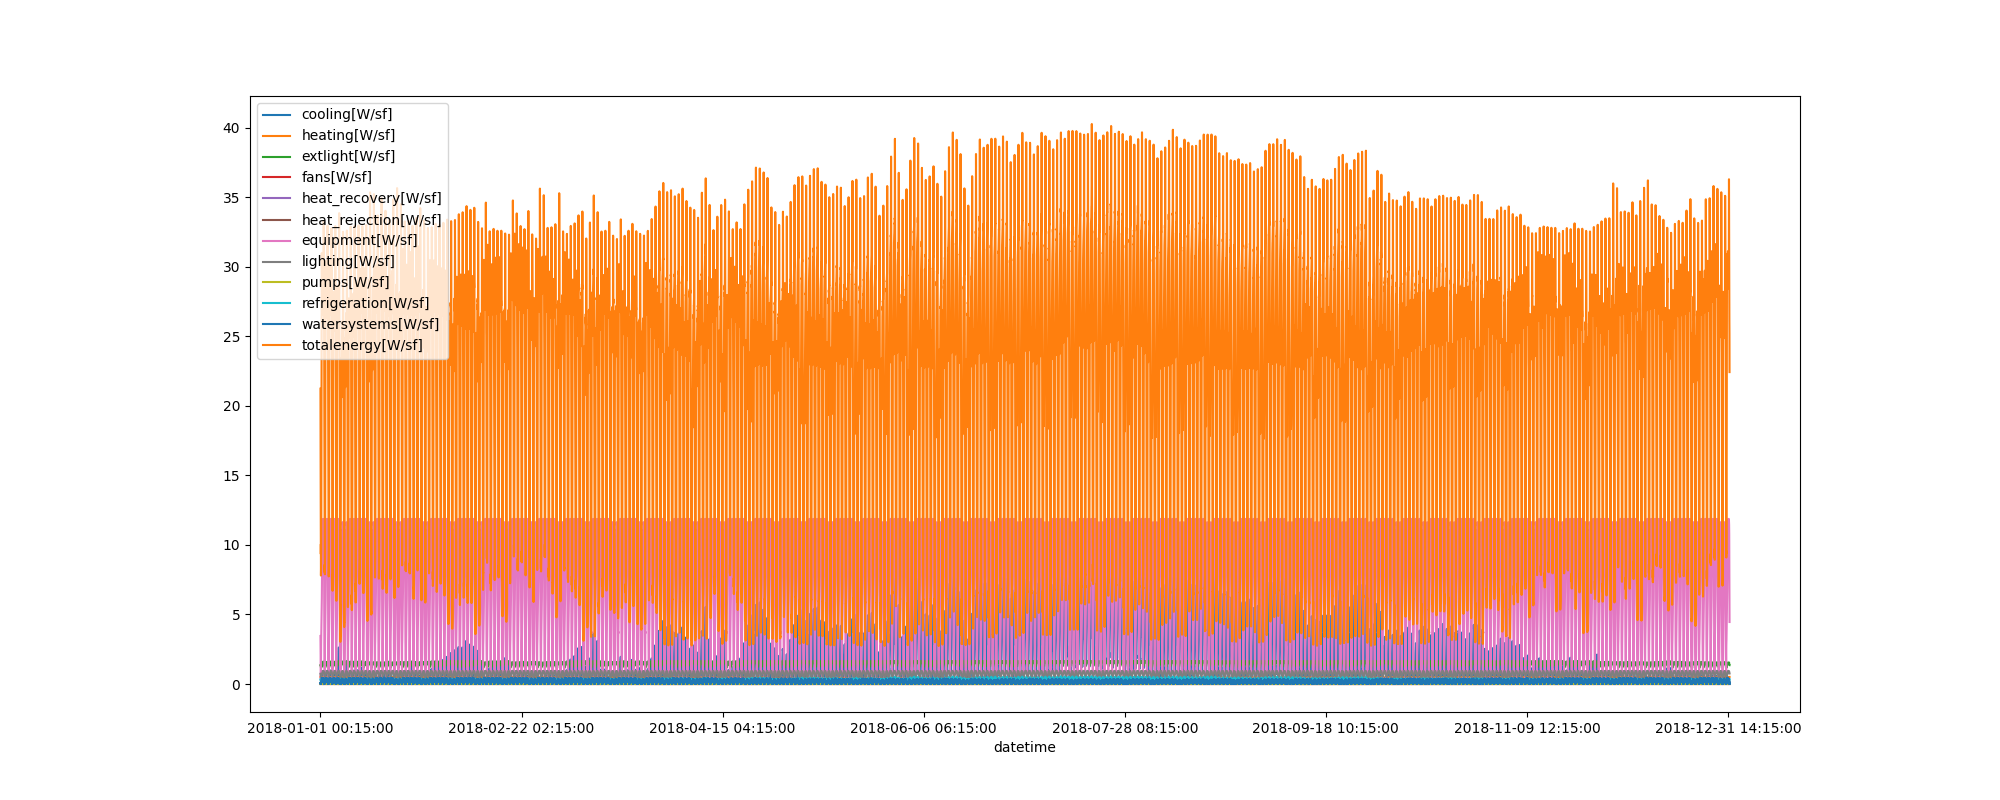 cooling[W/sf]
heating[W/sf]
extlight[W/sf]
fans[W/sf]
heat_recovery[W/sf]
heat_rejection[W/sf]
equipment[W/sf]
lighting[W/sf]
pumps[W/sf]
refrigeration[W/sf]
watersystems[W/sf]
totalenergy[W/sf]
40
35
30
25
20
15
10
5
0
2018-01-01 00:15:00 2018-02-22 02:15:00 2018-04-15 04:15:00 2018-06-06 06:15:00 2018-07-28 08:15:00 2018-09-18 10:15:00 2018-11-09 12:15:00 2018-12-31 14:15:00
datetime